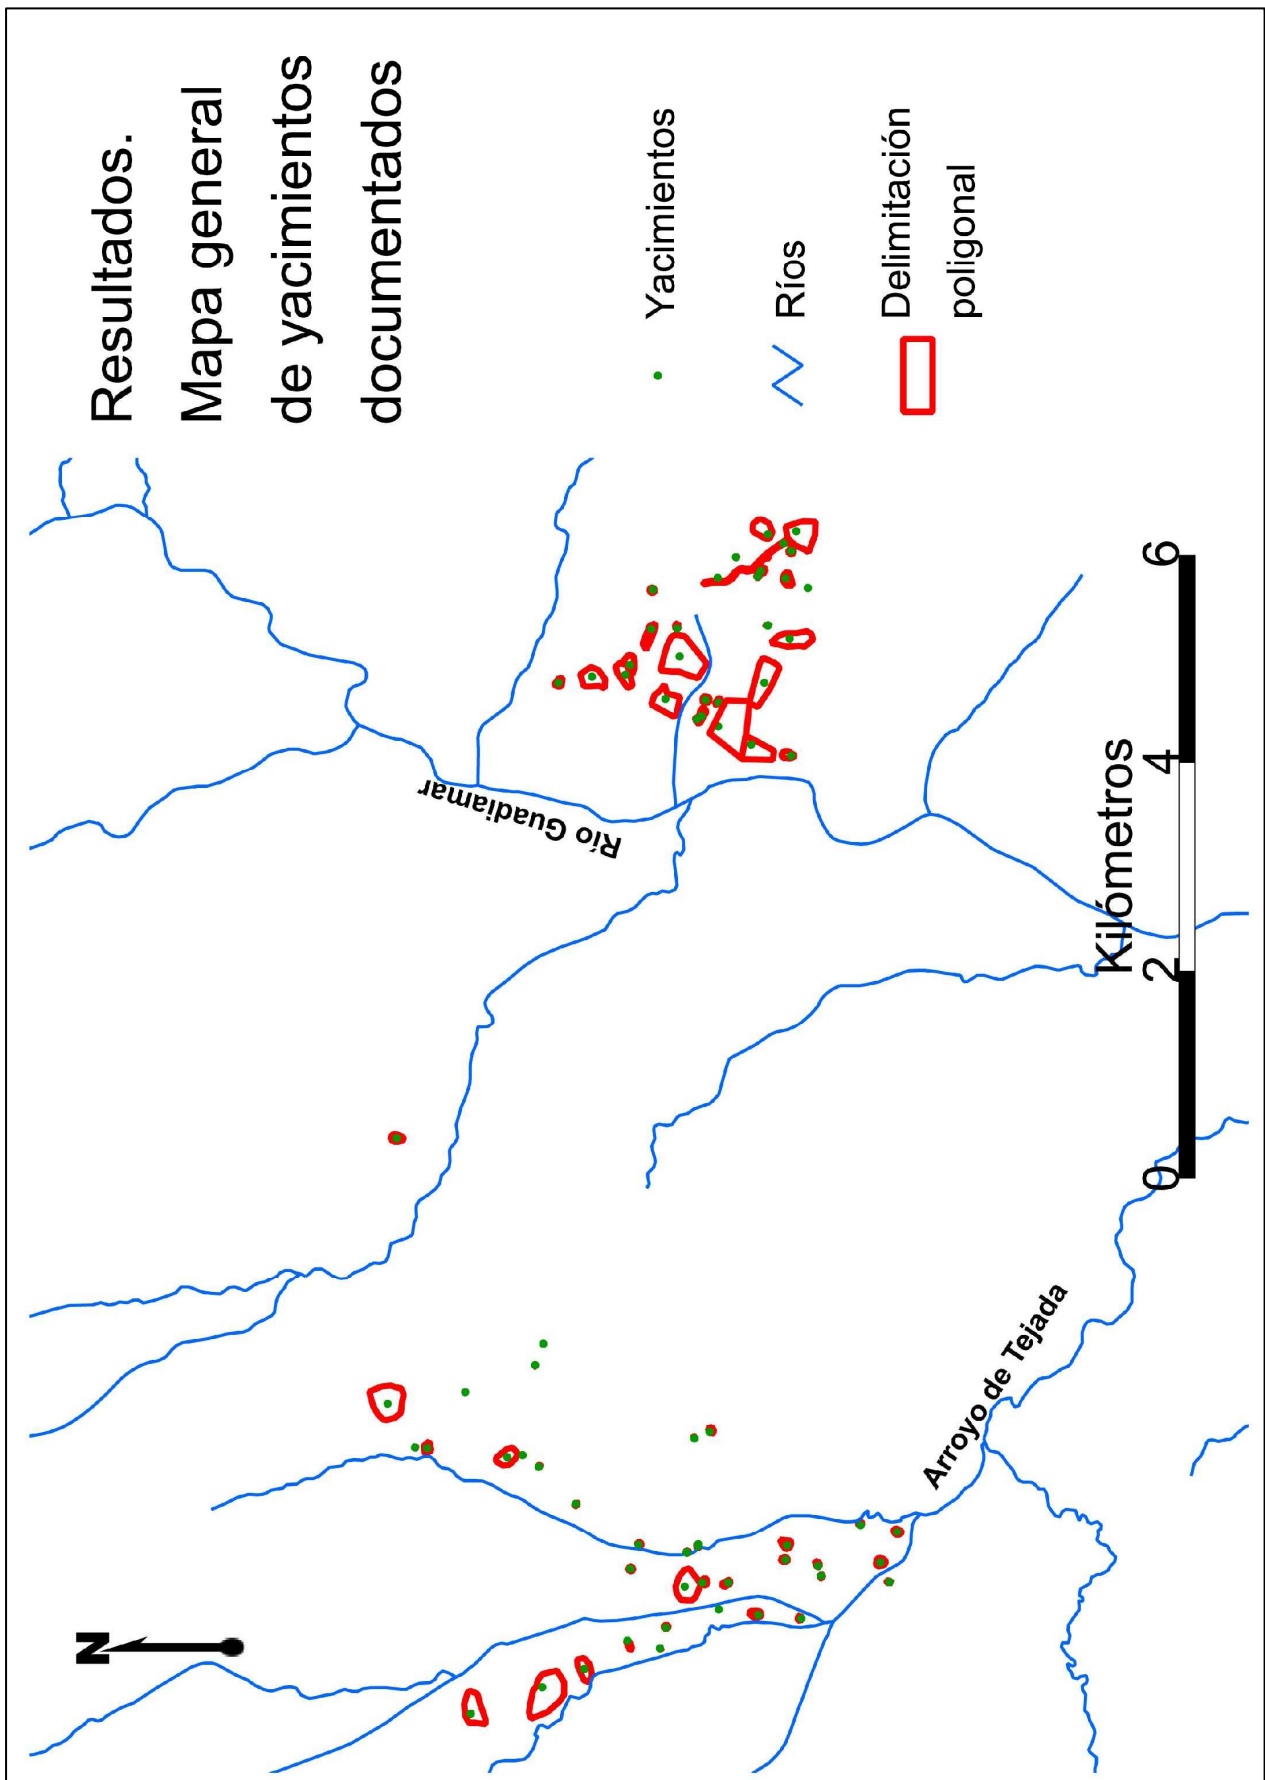 Resultados.
Mapa general
de yacimientos
documentados
Yacimientos
Ríos
Delimitación
poligonal
Río Guadiamar
Arroyo de Tejada
N
Kilómetros
0 2 4 6